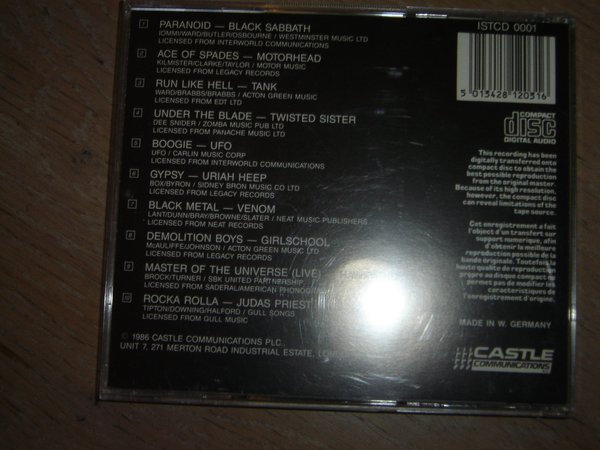 1 PARANOID — BLACK SABBATH
IOMMI/WARD/BUTLER/OSBOURNE / WESTMINSTER MUSIC LTD
LICENSED FROM INTERWORLD COMMUNICATIONS
2 ACE OF SPADES — MOTORHEAD
KILMISTER/CLARKE/TAYLOR / MOTOR MUSIC
LICENSED FROM LEGACY RECORDS
3 RUN LIKE HELL — TANK
WARD/BRABBS/BRABBS / ACTON GREEN MUSIC
LICENSED FROM EDT LTD
4 UNDER THE BLADE — TWISTED SISTER
DEE SNIDER / ZOMBA MUSIC PUB LTD
LICENSED FROM PANACHE MUSIC LTD
5 BOOGIE — UFO
UFO / CARLIN MUSIC CORP
LICENSED FROM INTERWORLD COMMUNICATIONS
6 GYPSY — URIAH HEEP
BOX/BYRON / SIDNEY BRON MUSIC CO LTD
LICENSED FROM LEGACY RECORDS
7 BLACK METAL — VENOM
LANT/DUNN/BRAY/BROWNE/SLATER / NEAT MUSIC PUBLISHERS
LICENSED FROM NEAT RECORDS
8 DEMOLITION BOYS — GIRLSCHOOL
McAULIFFE/JOHNSON / ACTON GREEN MUSIC LTD
LICENSED FROM LEGACY RECORDS
9 MASTER OF THE UNIVERSE (LIVE)
BROCK/TURNER / SBK UNITED PARTNERSHIP
LICENSED FROM SADERAL/AMERICAN PHONOG
10 ROCKA ROLLA — JUDAS PRIEST
TIPTON/DOWNING/HALFORD / GULL SONGS
LICENSED FROM GULL MUSIC
© 1986 CASTLE COMMUNICATIONS PLC.
UNIT 7, 271 MERTON ROAD INDUSTRIAL ESTATE,
ISTCD 0001
5 013428 120316
COMPACT
disc
DIGITAL AUDIO
This recording has been
digitally transferred onto
compact disc to obtain the
best possible reproduction
from the original master.
Because of its high resolution,
however, the compact disc
can reveal limitations of the
tape source.
Cet enregistrement a fait
l'objet d'un transfert sur
support numerique, afin
d'obtenir la meilleure
reproduction possible de la
bande originale. Toutefois la
haute qualite de reproduction
propre au disque compact
permet pas de modifier les
caracteristiques de
l'enregistrement d'origine.
MADE IN W. GERMANY
CASTLE
COMMUNICATIONS